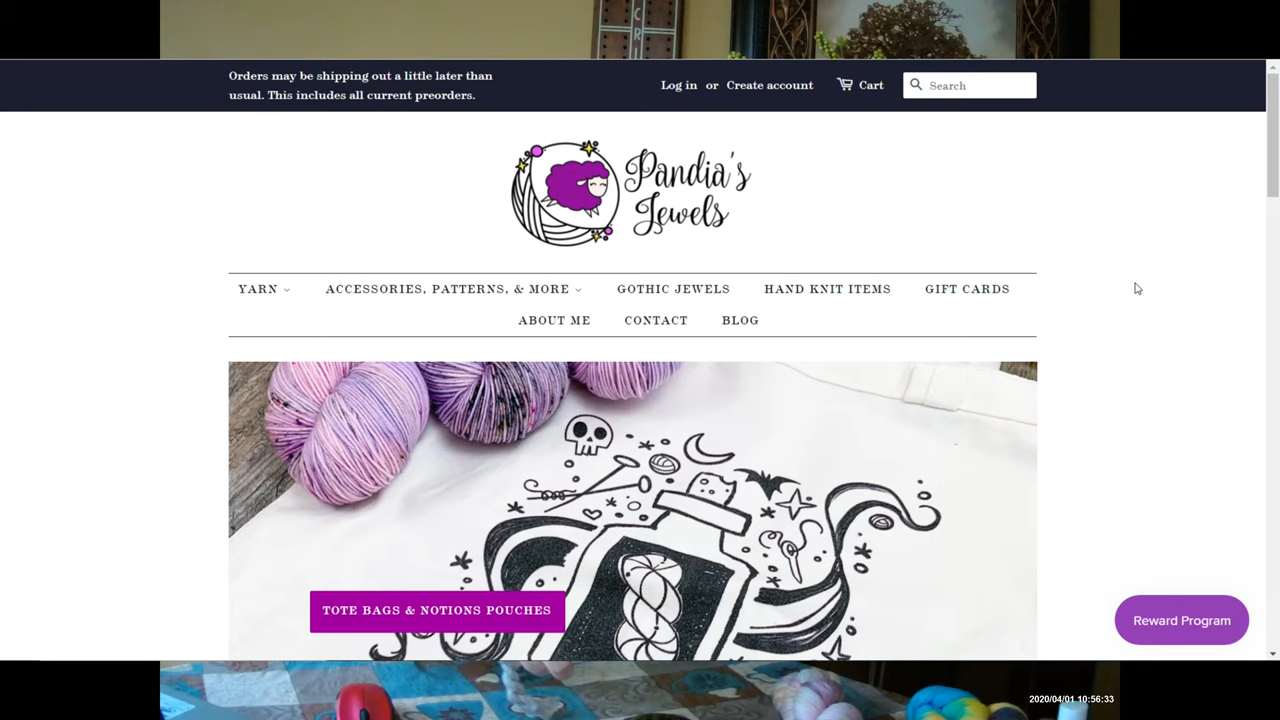 CRI
Orders may be shipping out a little later than
usual. This includes all current preorders.
Log in or Create account Cart Search
Pandia's
Jewels
YARN ACCESSORIES, PATTERNS, & MORE GOTHIC JEWELS HAND KNIT ITEMS GIFT CARDS
ABOUT ME CONTACT BLOG
TOTE BAGS & NOTIONS POUCHES
Reward Program
2020/04/01 10:56:33